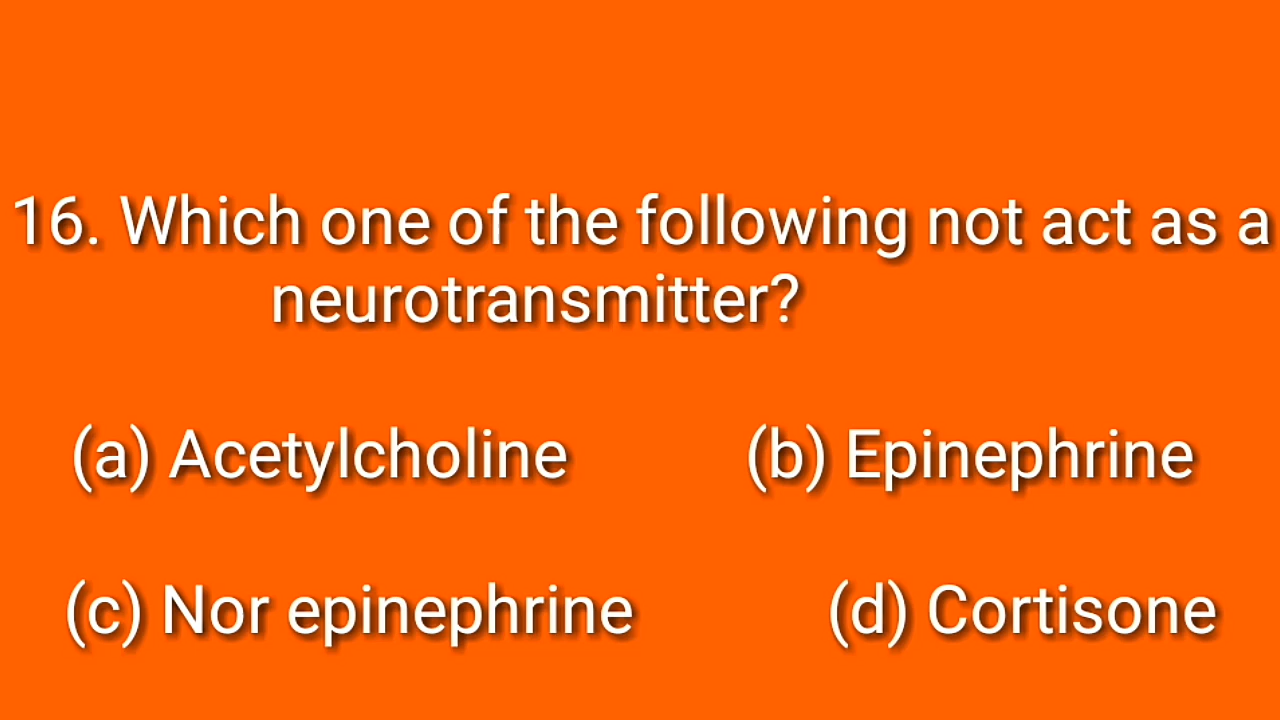 16. Which one of the following not act as a
neurotransmitter?
(a) Acetylcholine (b) Epinephrine
(c) Nor epinephrine (d) Cortisone